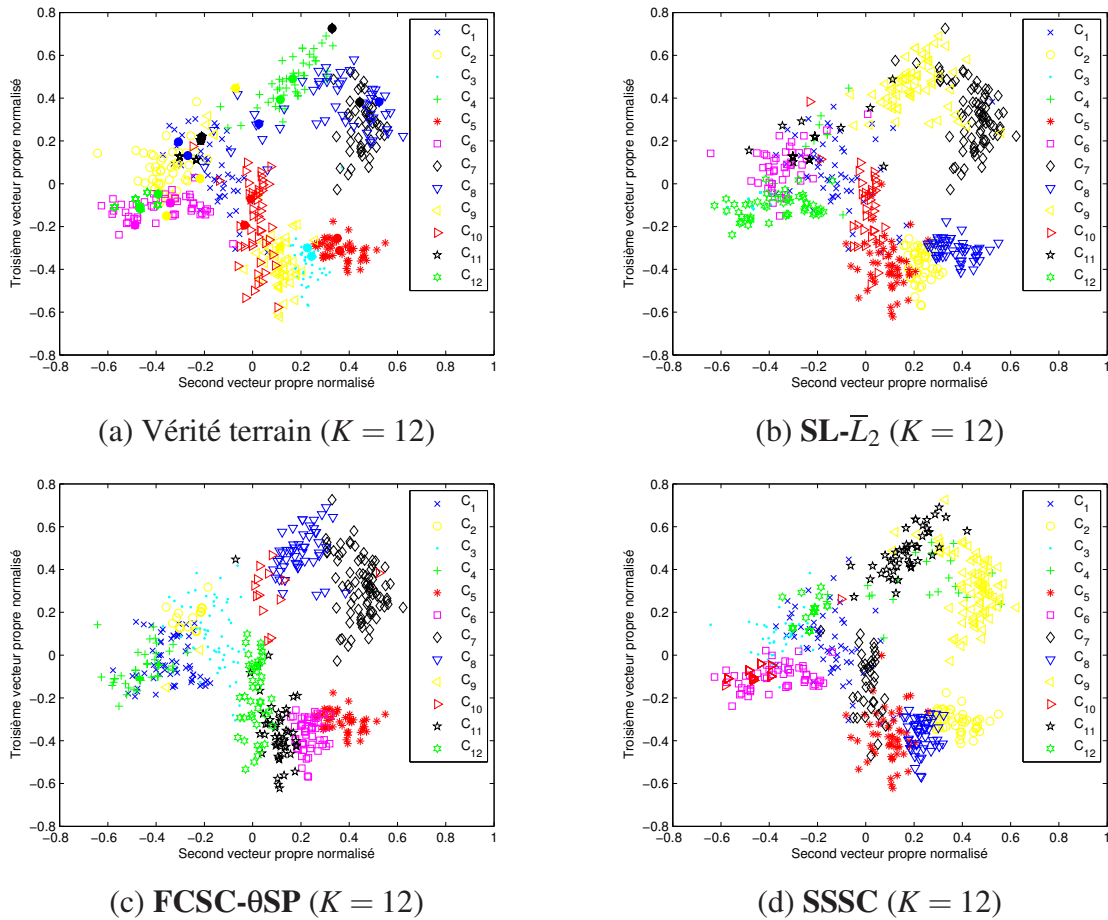 0.8
0.6
0.4
0.2
0
−0.2
−0.4
−0.6
−0.8
−0.8 −0.6 −0.4 −0.2 0 0.2 0.4 0.6 0.8 1
Troisième vecteur propre normalisé
Second vecteur propre normalisé
C1
C2
C3
C4
C5
C6
C7
C8
C9
C10
C11
C12
(a) Vérité terrain (K = 12)
0.8
0.6
0.4
0.2
0
−0.2
−0.4
−0.6
−0.8
−0.8 −0.6 −0.4 −0.2 0 0.2 0.4 0.6 0.8 1
Troisième vecteur propre normalisé
Second vecteur propre normalisé
C1
C2
C3
C4
C5
C6
C7
C8
C9
C10
C11
C12
(b) SL-L̅2 (K = 12)
0.8
0.6
0.4
0.2
0
−0.2
−0.4
−0.6
−0.8
−0.8 −0.6 −0.4 −0.2 0 0.2 0.4 0.6 0.8 1
Troisième vecteur propre normalisé
Second vecteur propre normalisé
C1
C2
C3
C4
C5
C6
C7
C8
C9
C10
C11
C12
(c) FCSC-θSP (K = 12)
0.8
0.6
0.4
0.2
0
−0.2
−0.4
−0.6
−0.8
−0.8 −0.6 −0.4 −0.2 0 0.2 0.4 0.6 0.8 1
Troisième vecteur propre normalisé
Second vecteur propre normalisé
C1
C2
C3
C4
C5
C6
C7
C8
C9
C10
C11
C12
(d) SSSC (K = 12)